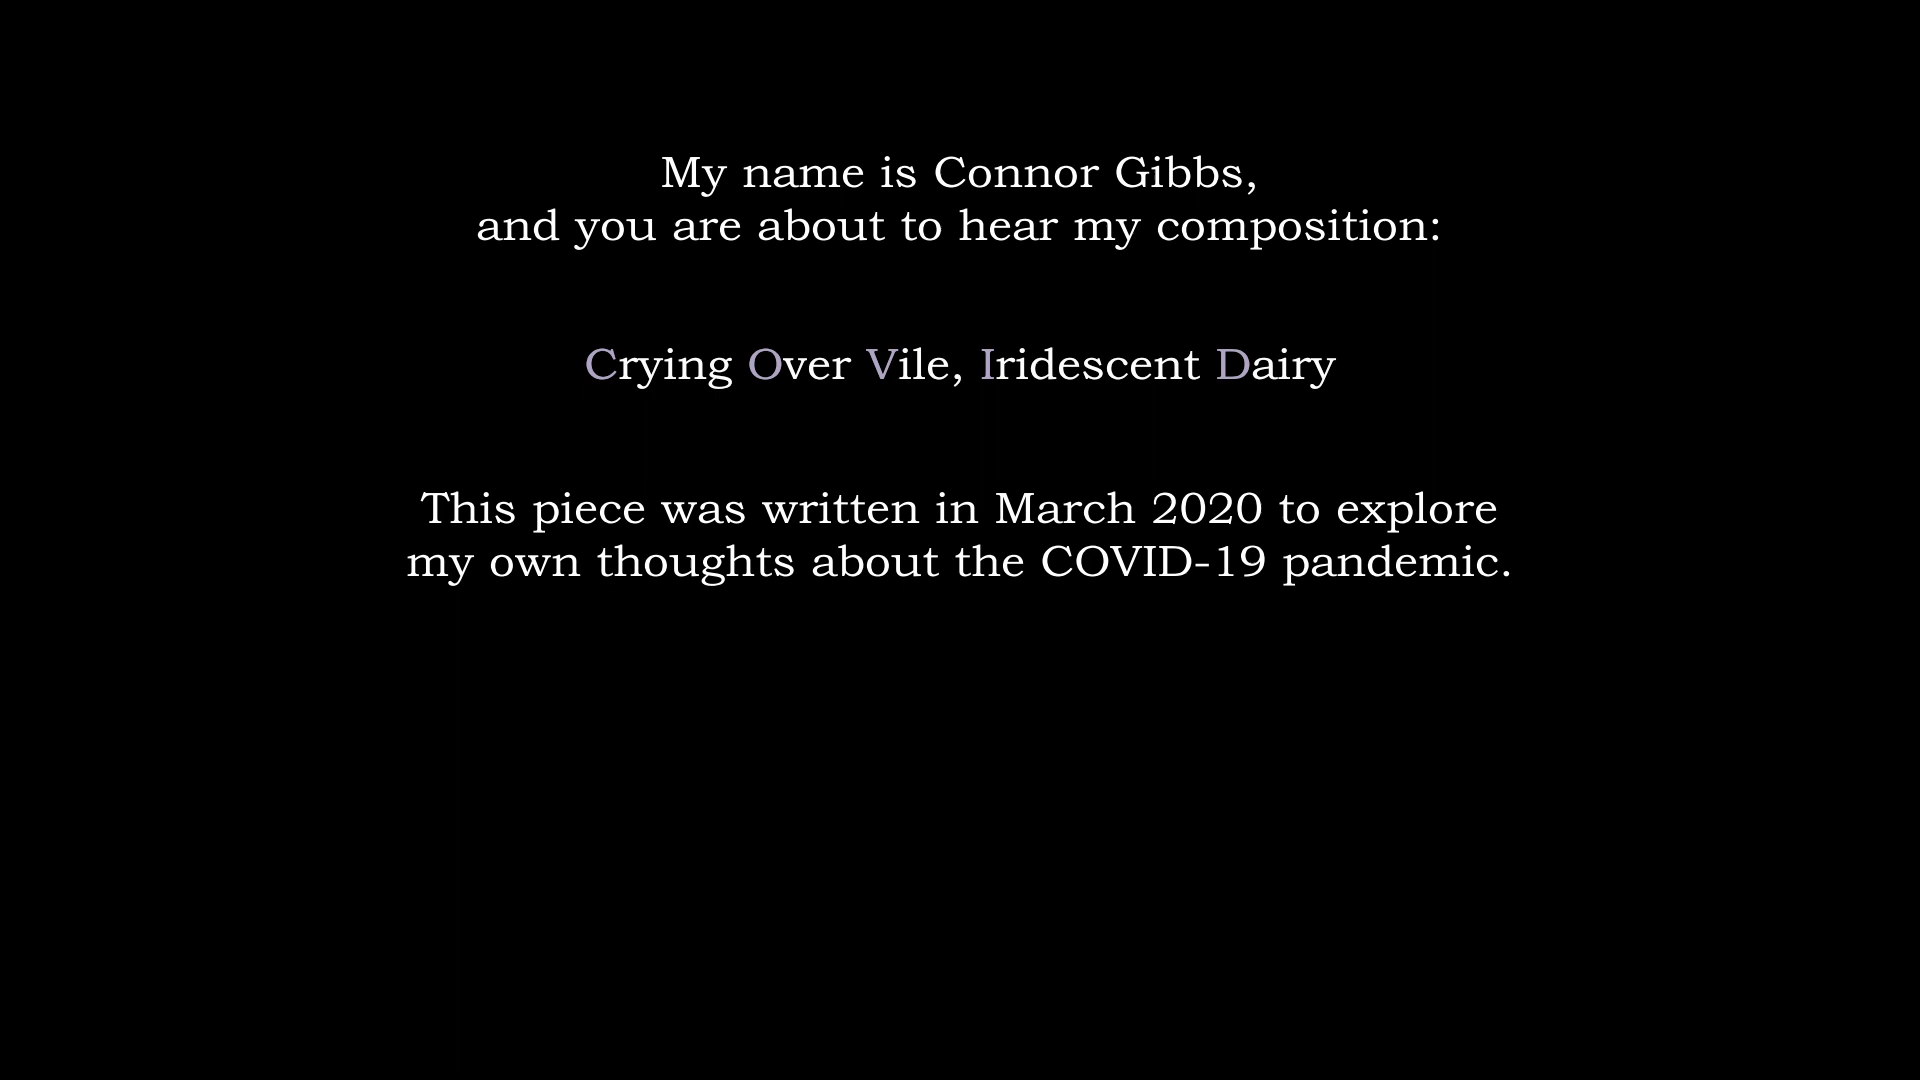 My name is Connor Gibbs,
and you are about to hear my composition:
Crying Over Vile, Iridescent Dairy
This piece was written in March 2020 to explore
my own thoughts about the COVID-19 pandemic.